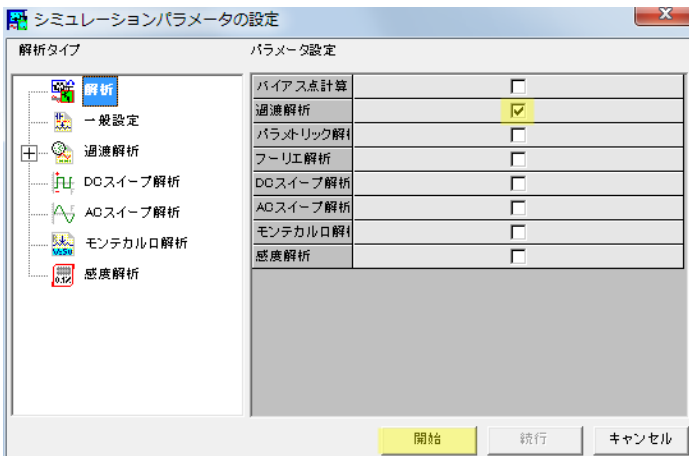 シミュレーションパラメータの設定
解析タイプ
パラメータ設定
解析
一般設定
過渡解析
DCスイープ解析
ACスイープ解析
モンテカルロ解析
感度解析
バイアス点計算
過渡解析
パラメトリック解
フーリエ解析
DCスイープ解析
ACスイープ解析
モンテカルロ解
感度解析
開始
続行
キャンセル